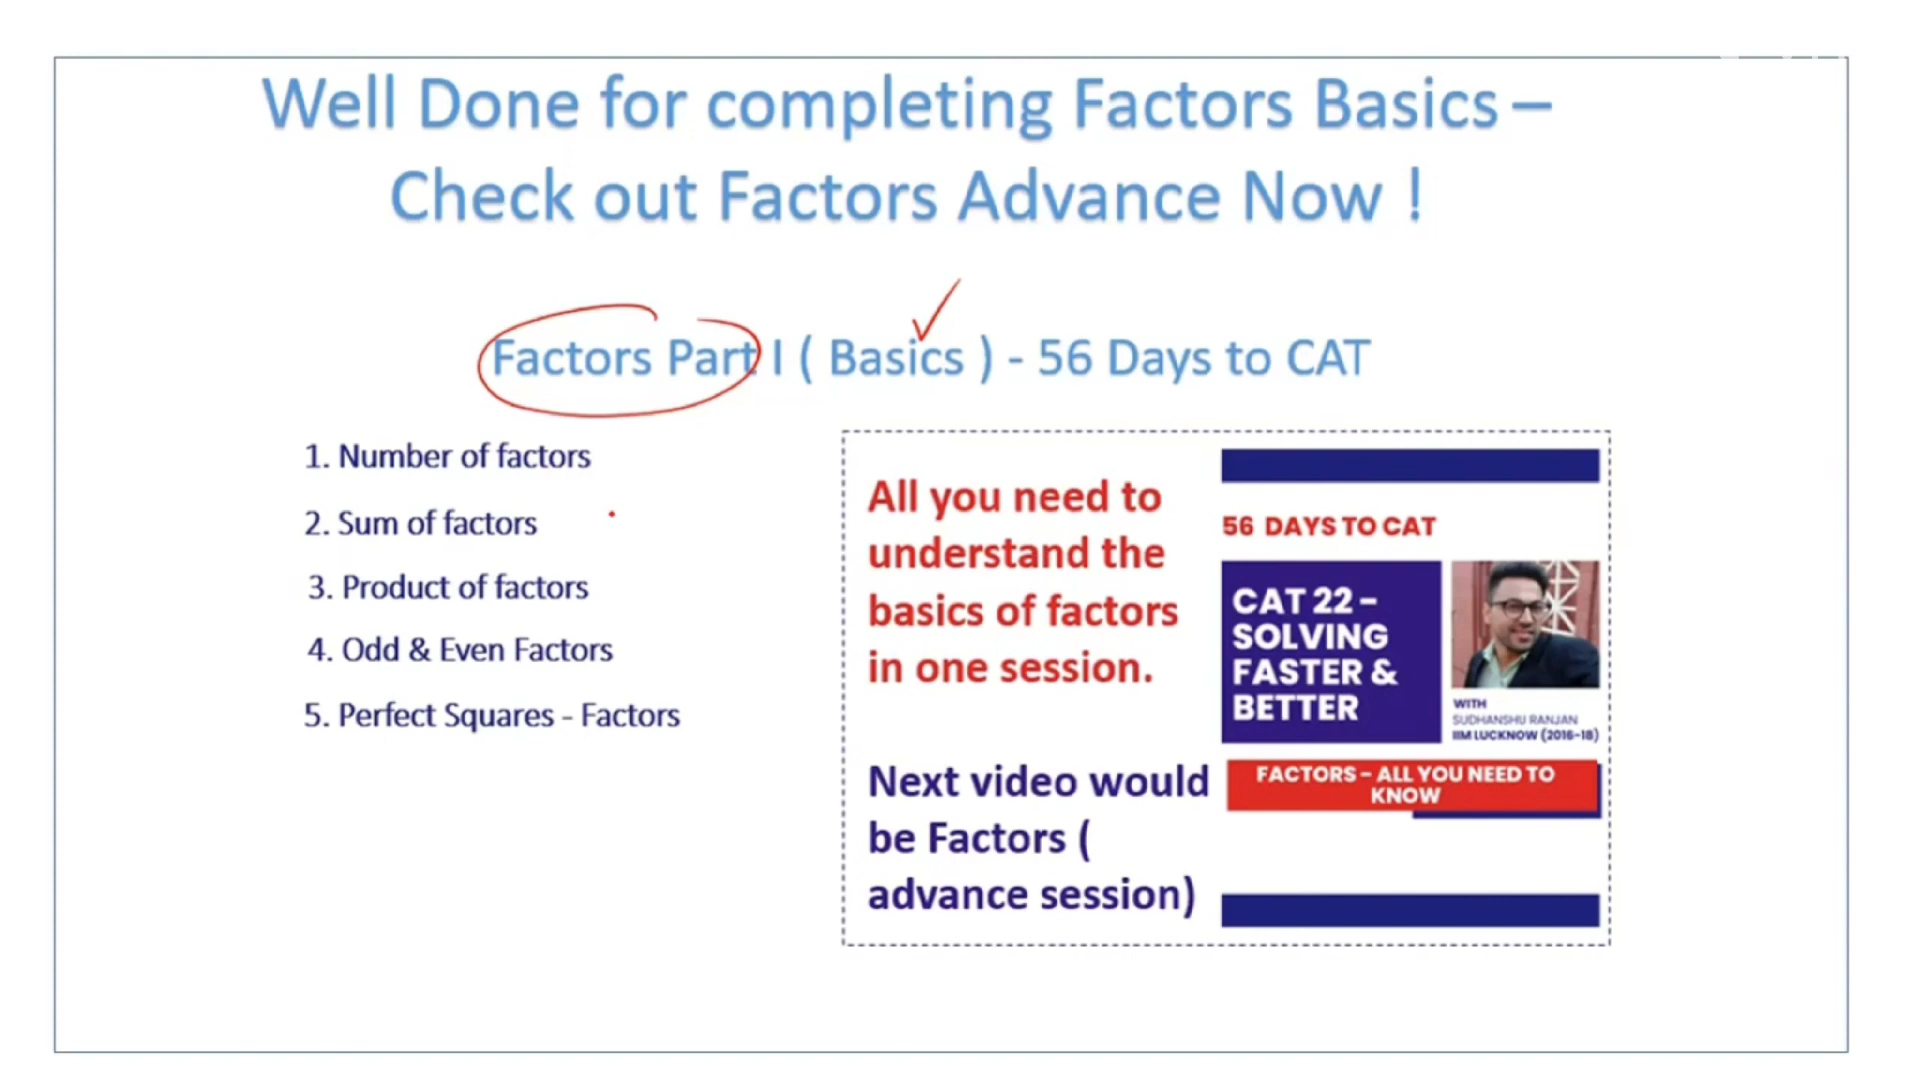 Well Done for completing Factors Basics –
Check out Factors Advance Now !
Factors Part I ( Basics ) - 56 Days to CAT
1. Number of factors
2. Sum of factors
3. Product of factors
4. Odd & Even Factors
5. Perfect Squares - Factors
All you need to
understand the
basics of factors
in one session.
Next video would
be Factors (
advance session)
56 DAYS TO CAT
CAT 22 -
SOLVING
FASTER &
BETTER
WITH
SUDHANSHU RANJAN
IIM LUCKNOW (2016-18)
FACTORS - ALL YOU NEED TO
KNOW